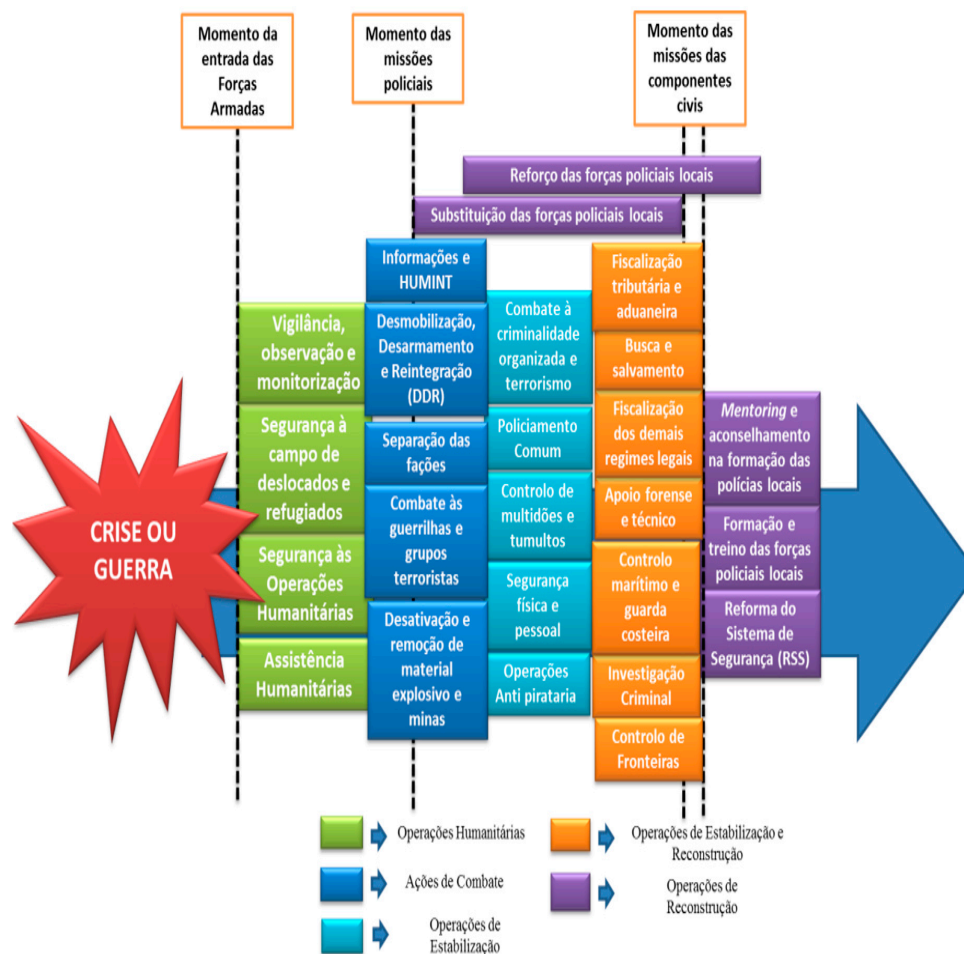 Momento da
entrada das
Forças
Armadas
Momento das
missões
policiais
Momento das
missões das
componentes
civis
Reforço das forças policiais locais
Substituição das forças policiais locais
CRISE OU
GUERRA
Vigilância,
observação e
monitorização
Segurança à
campo de
deslocados e
refugiados
Segurança às
Operações
Humanitárias
Assistência
Humanitárias
Informações e
HUMINT
Desmobilização,
Desarmamento
e Reintegração
(DDR)
Separação das
fações
Combate às
guerrilhas e
grupos
terroristas
Desativação e
remoção de
material
explosivo e
minas
Combate à
criminalidade
organizada e
terrorismo
Policiamento
Comum
Controlo de
multidões e
tumultos
Segurança
física e
pessoal
Operações
Anti pirataria
Fiscalização
tributária e
aduaneira
Busca e
salvamento
Fiscalização
dos demais
regimes legais
Apoio forense
e técnico
Controlo
marítimo e
guarda
costeira
Investigação
Criminal
Controlo de
Fronteiras
Mentoring e
aconselhamento
na formação das
polícias locais
Formação e
treino das forças
policiais locais
Reforma do
Sistema de
Segurança (RSS)
Operações Humanitárias
Ações de Combate
Operações de
Estabilização
Operações de Estabilização e
Reconstrução
Operações de
Reconstrução